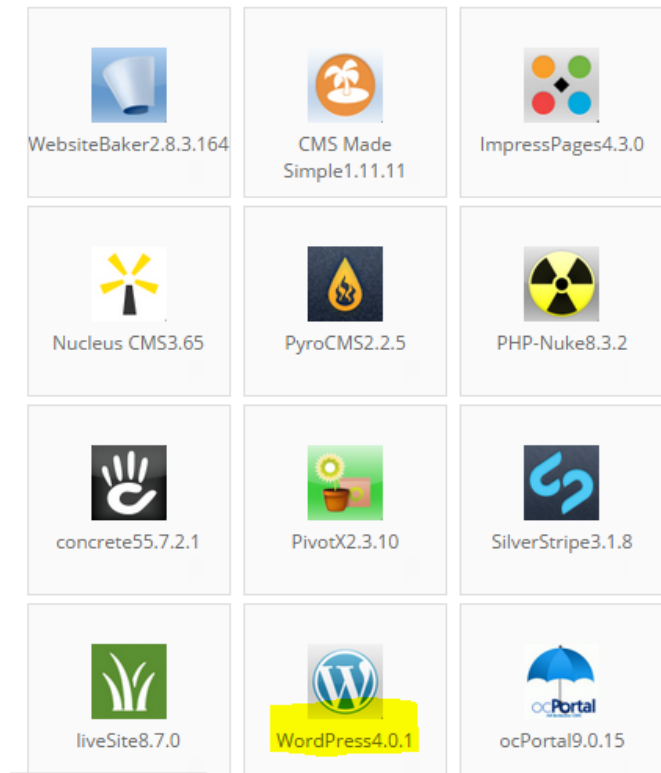 WebsiteBaker2.8.3.164
CMS Made
Simple1.11.11
ImpressPages4.3.0
Nucleus CMS3.65
PyroCMS2.2.5
PHP-Nuke8.3.2
concrete55.7.2.1
PivotX2.3.10
SilverStripe3.1.8
liveSite8.7.0
WordPress4.0.1
ocPortal
ocPortal9.0.15